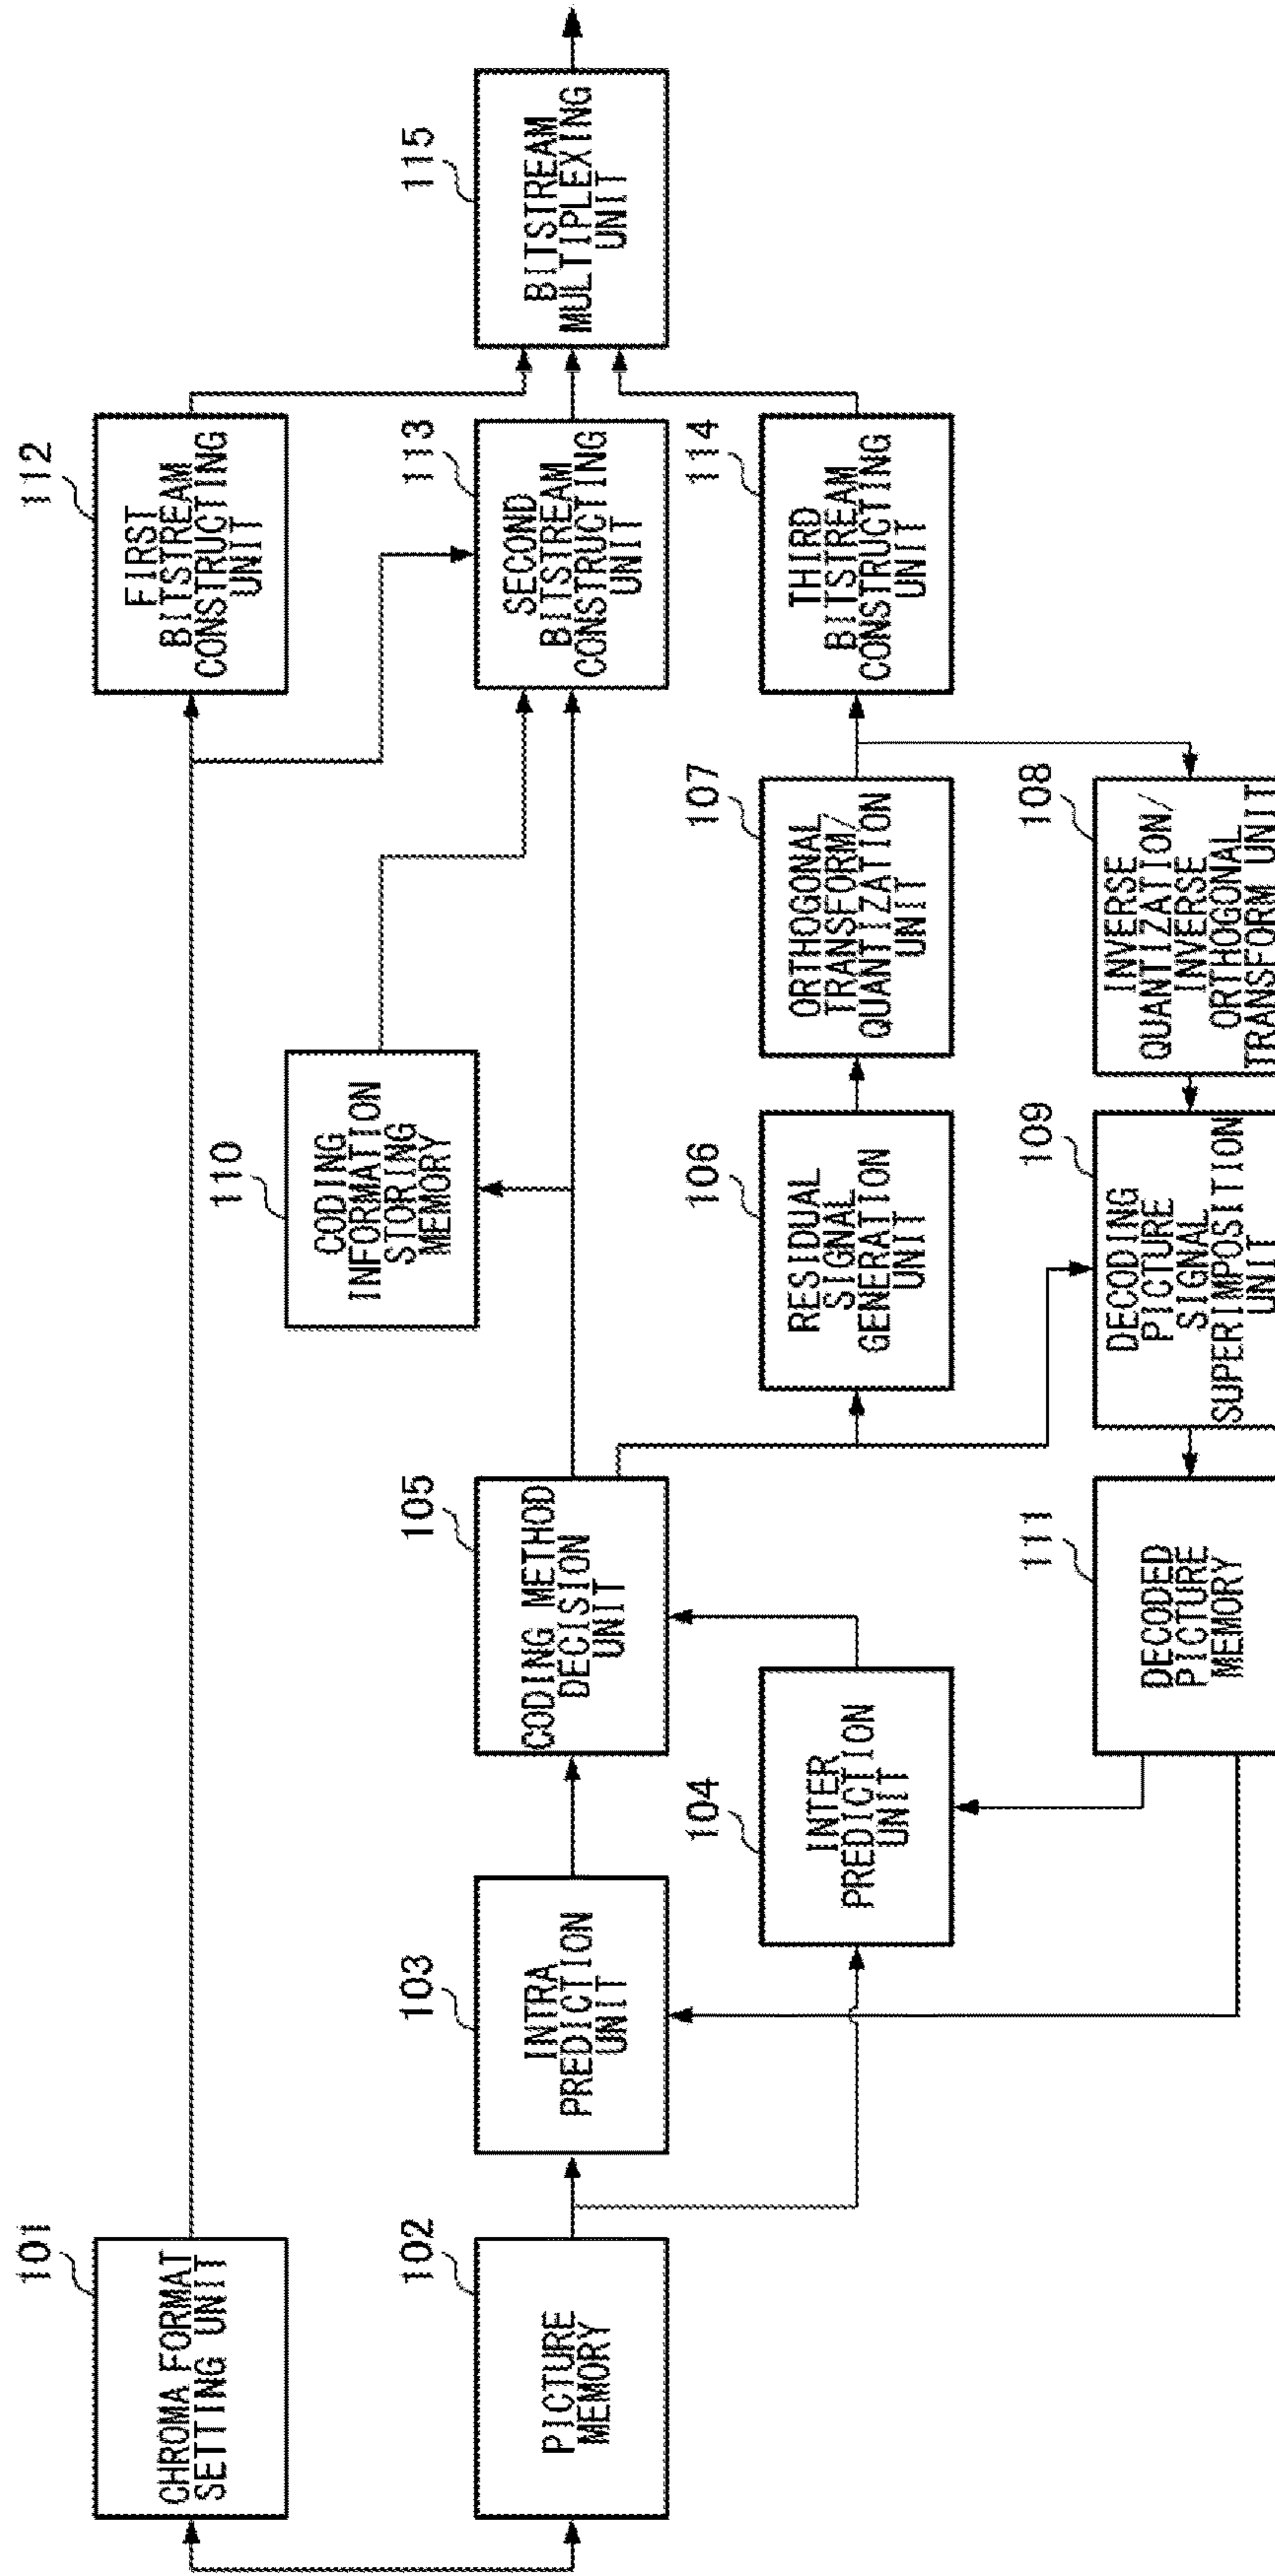 101
CHROMA FORMAT
SETTING UNIT
112
FIRST
BITSTREAM
CONSTRUCTING
UNIT
110
CODING
INFORMATION
STORING
MEMORY
102
PICTURE
MEMORY
103
INTRA
PREDICTION
UNIT
105
CODING METHOD
DECISION
UNIT
113
SECOND
BITSTREAM
CONSTRUCTING
UNIT
115
BITSTREAM
MULTIPLEXING
UNIT
104
INTER
PREDICTION
UNIT
106
RESIDUAL
SIGNAL
GENERATION
UNIT
107
ORTHOGONAL
TRANSFORM/
QUANTIZATION
UNIT
114
THIRD
BITSTREAM
CONSTRUCTING
UNIT
111
DECODED
PICTURE
MEMORY
109
DECODING
PICTURE
SIGNAL
SUPERIMPOSITION
UNIT
108
INVERSE
QUANTIZATION/
INVERSE
ORTHOGONAL
TRANSFORM UNIT